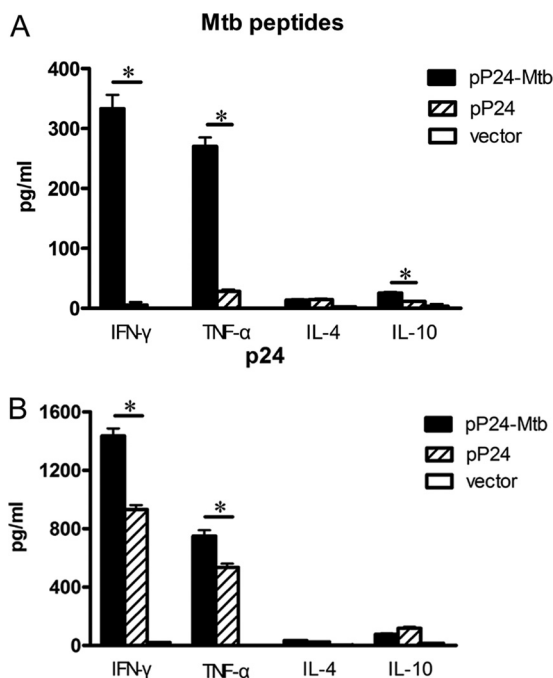 A
Mtb peptides
400
300
200
100
0
pg/ml
*
*
*
pP24-Mtb
pP24
vector
IFN-γ TNF-α IL-4 IL-10
p24
B
1600
1200
800
400
0
pg/ml
*
*
pP24-Mtb
pP24
vector
IFN-γ TNF-α IL-4 IL-10